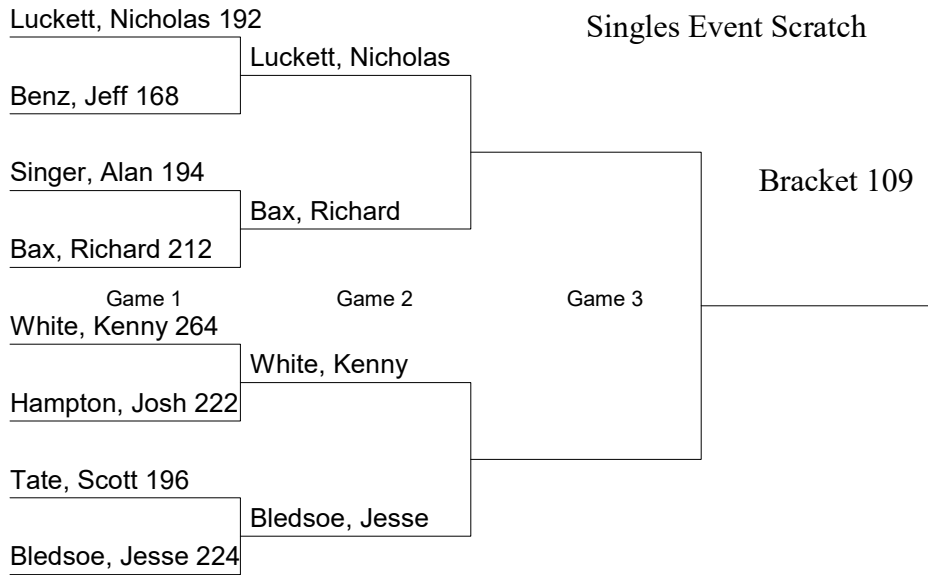 Luckett, Nicholas 192
Singles Event Scratch
Luckett, Nicholas
Benz, Jeff 168
Singer, Alan 194
Bracket 109
Bax, Richard
Bax, Richard 212
Game 1
Game 2
Game 3
White, Kenny 264
White, Kenny
Hampton, Josh 222
Tate, Scott 196
Bledsoe, Jesse
Bledsoe, Jesse 224